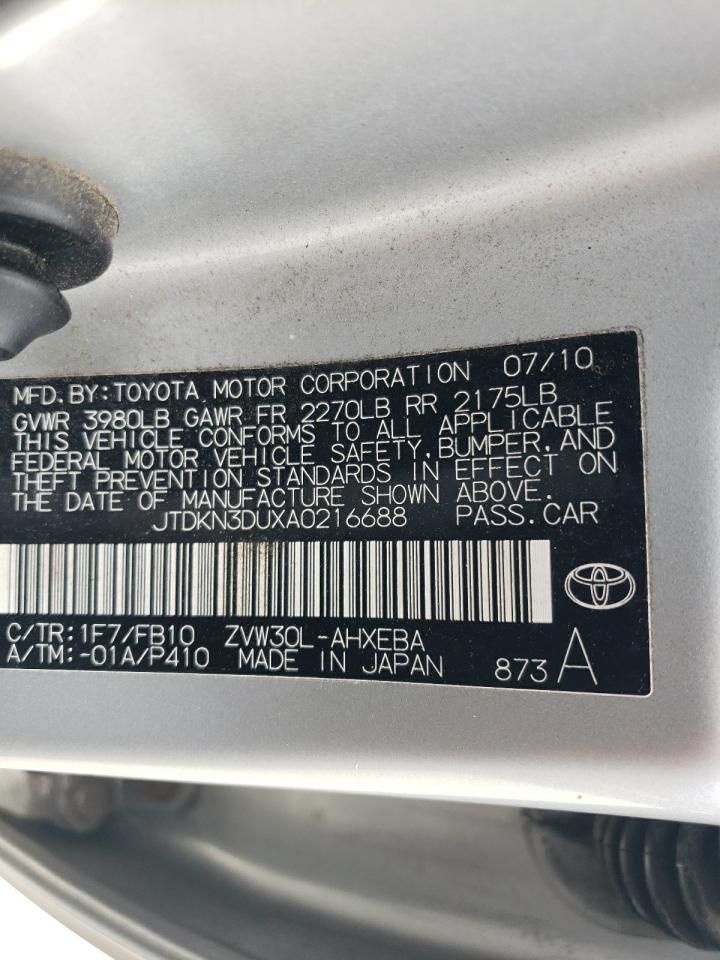 MFD.BY:TOYOTA MOTOR CORPORATION 07/10
GVWR 3980LB GAWR FR 2270LB RR 2175LB
THIS VEHICLE CONFORMS TO ALL APPLICABLE
FEDERAL MOTOR VEHICLE SAFETY,BUMPER,AND
THEFT PREVENTION STANDARDS IN EFFECT ON
THE DATE OF MANUFACTURE SHOWN ABOVE.
JTDKN3DUXA0216688 PASS.CAR
C/TR:1F7/FB10 ZVW30L-AHXEBA
A/TM:-01A/P410 MADE IN JAPAN 873 A